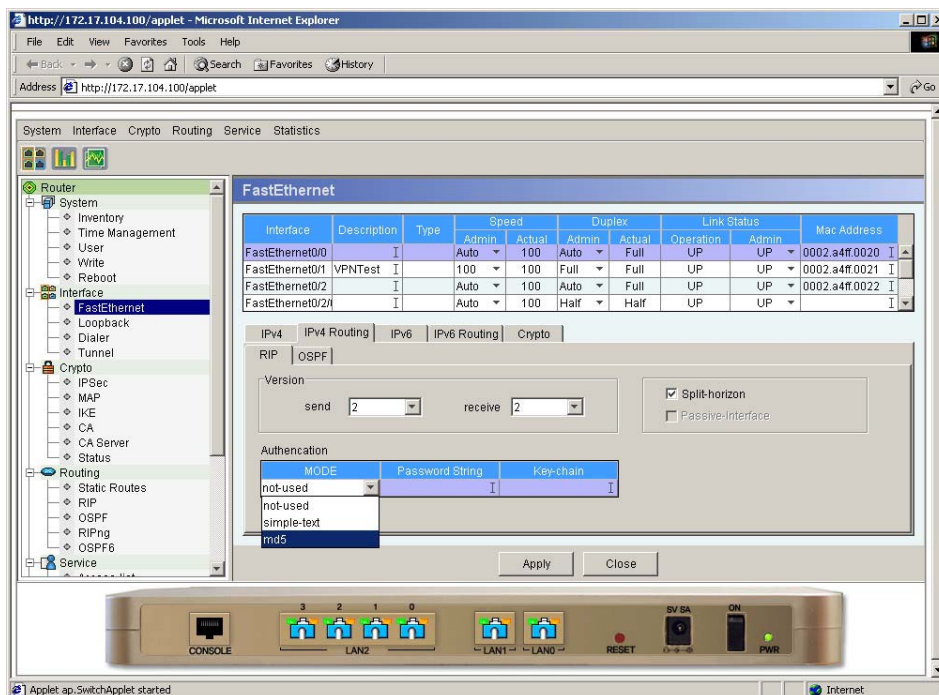 http://172.17.104.100/applet - Microsoft Internet Explorer
File Edit View Favorites Tools Help
Back Search Favorites History
Address http://172.17.104.100/applet Go
System Interface Crypto Routing Service Statistics
Router
System
Inventory
Time Management
User
Write
Reboot
Interface
FastEthernet
Loopback
Dialer
Tunnel
Crypto
IPSec
MAP
IKE
CA
CA Server
Status
Routing
Static Routes
RIP
OSPF
RIPng
OSPF6
Service
FastEthernet
Interface Description Type Speed Duplex Link Status Mac Address
Admin Actual Admin Actual Operation Admin
FastEthernet0/0 Auto 100 Auto Full UP UP 0002.a4ff.0020
FastEthernet0/1 VPNTest 100 100 Full Full UP UP 0002.a4ff.0021
FastEthernet0/2 Auto 100 Auto Full UP UP 0002.a4ff.0022
FastEthernet0/2/ Auto 100 Half Half UP UP
IPv4 IPv4 Routing IPv6 IPv6 Routing Crypto
RIP OSPF
Version
send 2 receive 2
Split-horizon
Passive-Interface
Authencation
MODE Password String Key-chain
not-used
not-used
simple-text
md5
Apply Close
3 2 1 0
CONSOLE LAN2 LAN1 LAN0 RESET 5V 5A ON PWR
Applet ap.SwitchApplet started Internet